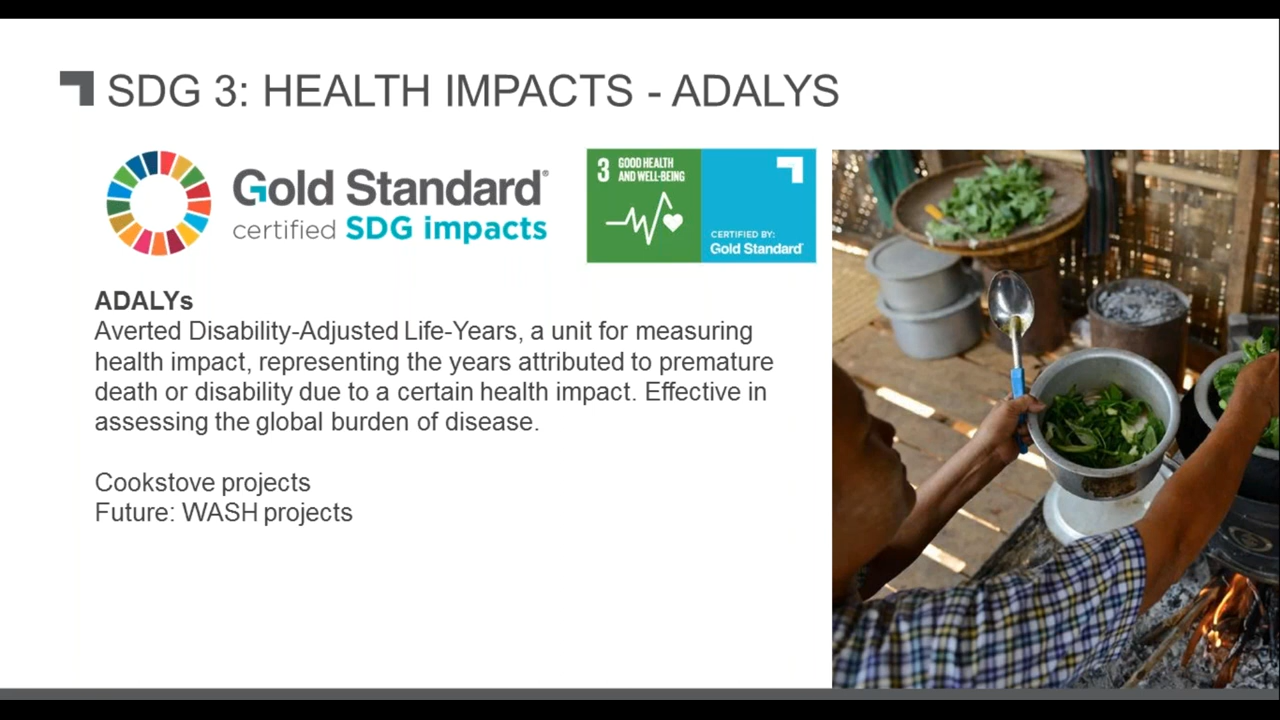 SDG 3: HEALTH IMPACTS - ADALYS
Gold Standard®
certified SDG impacts
3 GOOD HEALTH
AND WELL-BEING
CERTIFIED BY:
Gold Standard®
ADALYs
Averted Disability-Adjusted Life-Years, a unit for measuring
health impact, representing the years attributed to premature
death or disability due to a certain health impact. Effective in
assessing the global burden of disease.
Cookstove projects
Future: WASH projects